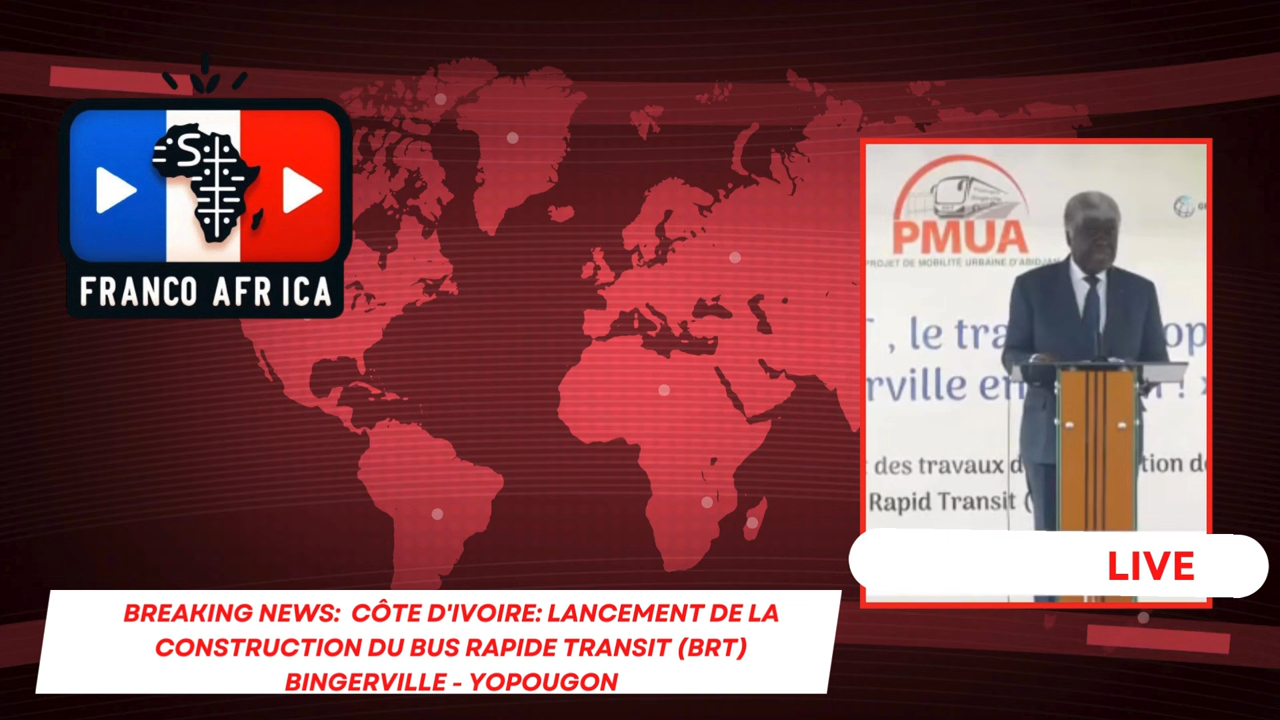 FRANCO AFRICA
PMUA
PROJET DE MOBILITÉ URBAINE D'ABIDJAN
, le tra
rville en
! »
des travaux d
tion d
Rapid Transit (
LIVE
BREAKING NEWS: CÔTE D'IVOIRE: LANCEMENT DE LA
CONSTRUCTION DU BUS RAPIDE TRANSIT (BRT)
BINGERVILLE - YOPOUGON